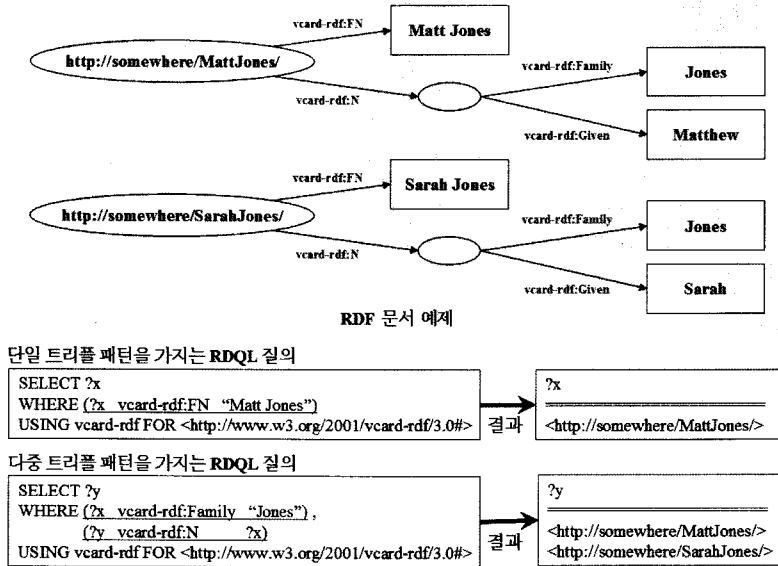 vcard-rdf:FN
Matt Jones
http://somewhere/MattJones/
vcard-rdf:Family
Jones
vcard-rdf:N
vcard-rdf:Given
Matthew
vcard-rdf:FN
Sarah Jones
http://somewhere/SarahJones/
vcard-rdf:Family
Jones
vcard-rdf:N
vcard-rdf:Given
Sarah
RDF 문서 예제
단일 트리플 패턴을 가지는 RDQL 질의
SELECT ?x
WHERE (?x vcard-rdf:FN “Matt Jones”)
USING vcard-rdf FOR <http://www.w3.org/2001/vcard-rdf/3.0#>
결과
?x
<http://somewhere/MattJones/>
다중 트리플 패턴을 가지는 RDQL 질의
SELECT ?y
WHERE (?x vcard-rdf:Family “Jones”) ,
(?y vcard-rdf:N ?x)
USING vcard-rdf FOR <http://www.w3.org/2001/vcard-rdf/3.0#>
결과
?y
<http://somewhere/MattJones/>
<http://somewhere/SarahJones/>